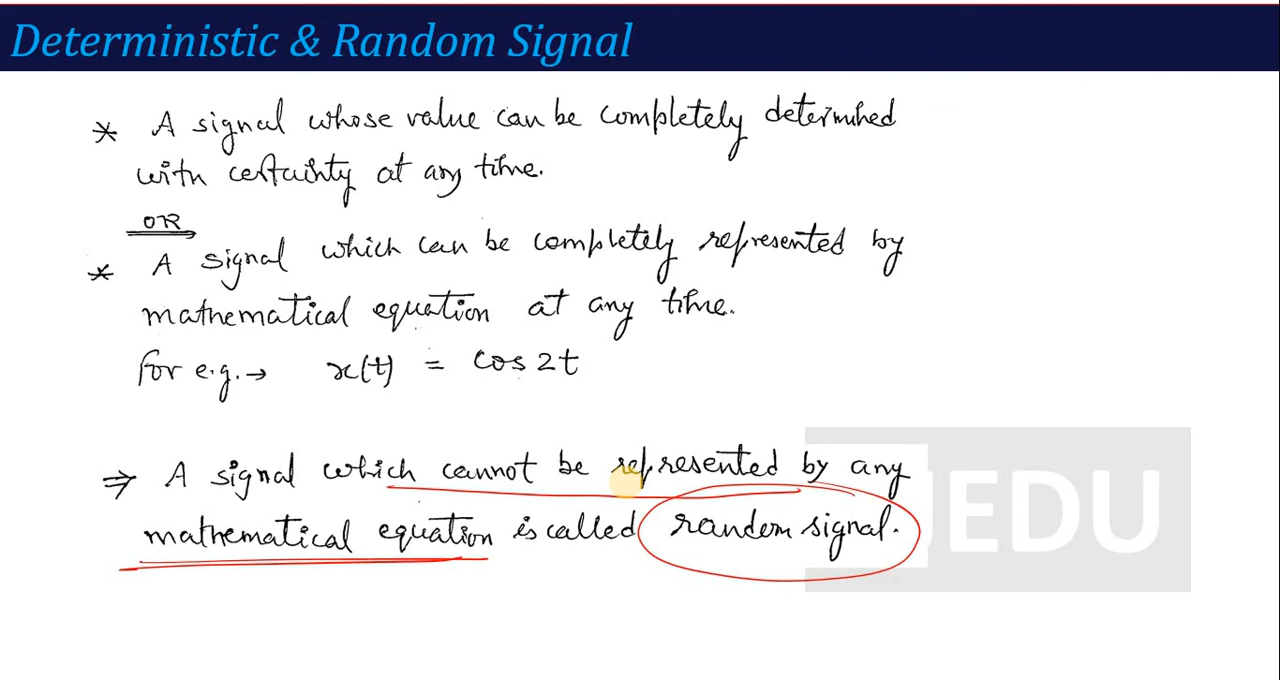 Deterministic & Random Signal
* A signal whose value can be completely determined
with certainty at any time.
OR
* A signal which can be completely represented by
mathematical equation at any time.
for e.g. → x(t) = cos 2t
⇒ A signal which cannot be represented by any
mathematical equation is called random signal.
EDU